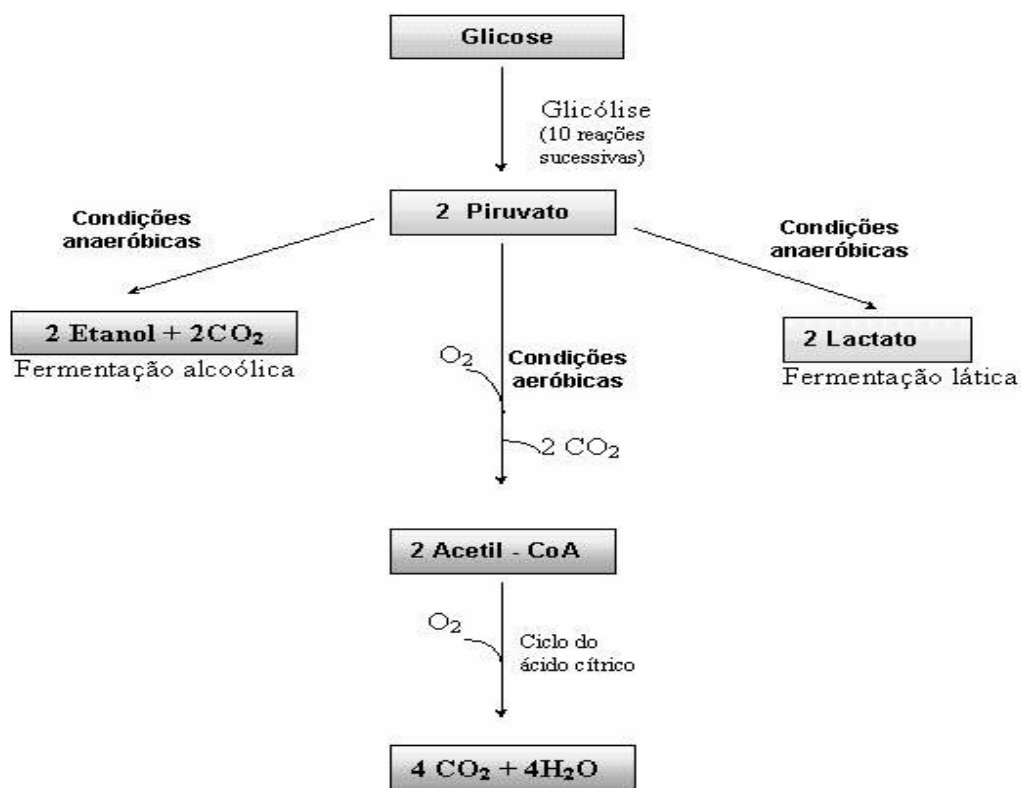 Glicose
Glicólise
(10 reações
sucessivas)
2 Piruvato
Condições
anaeróbicas
Condições
anaeróbicas
2 Etanol + 2CO₂
Fermentação alcoólica
2 Lactato
Fermentação lática
O₂
Condições
aeróbicas
2 CO₂
2 Acetil - CoA
O₂
Ciclo do
ácido cítrico
4 CO₂ + 4H₂O